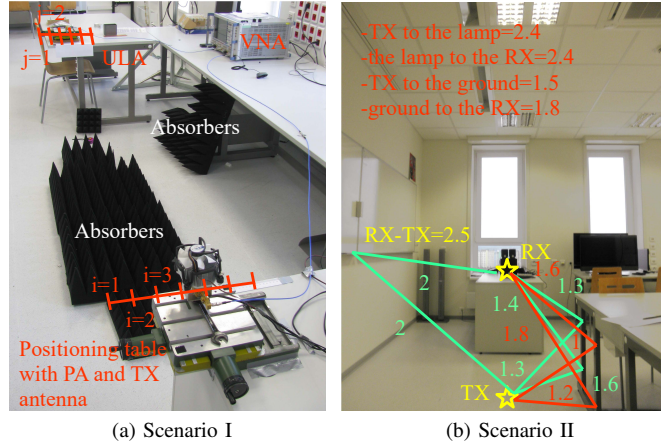 i=2
j=1
ULA
VNA
Absorbers
Absorbers
i=1
i=3
i=2
Positioning table
with PA and TX
antenna
(a) Scenario I
-TX to the lamp=2.4
-the lamp to the RX=2.4
-TX to the ground=1.5
-ground to the RX=1.8
RX-TX=2.5
RX
1.6
2
1.4
1.3
2
1.8
1
1.3
TX
1.2
1.6
(b) Scenario II